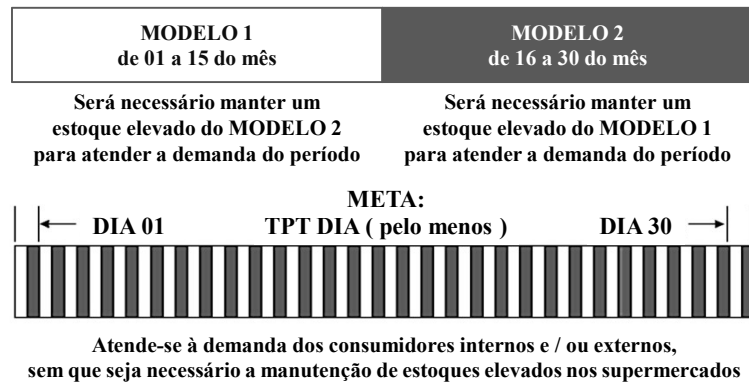 MODELO 1
de 01 a 15 do mês
MODELO 2
de 16 a 30 do mês
Será necessário manter um
estoque elevado do MODELO 2
para atender a demanda do período
Será necessário manter um
estoque elevado do MODELO 1
para atender a demanda do período
META:
DIA 01 TPT DIA ( pelo menos ) DIA 30
Atende-se à demanda dos consumidores internos e / ou externos,
sem que seja necessário a manutenção de estoques elevados nos supermercados